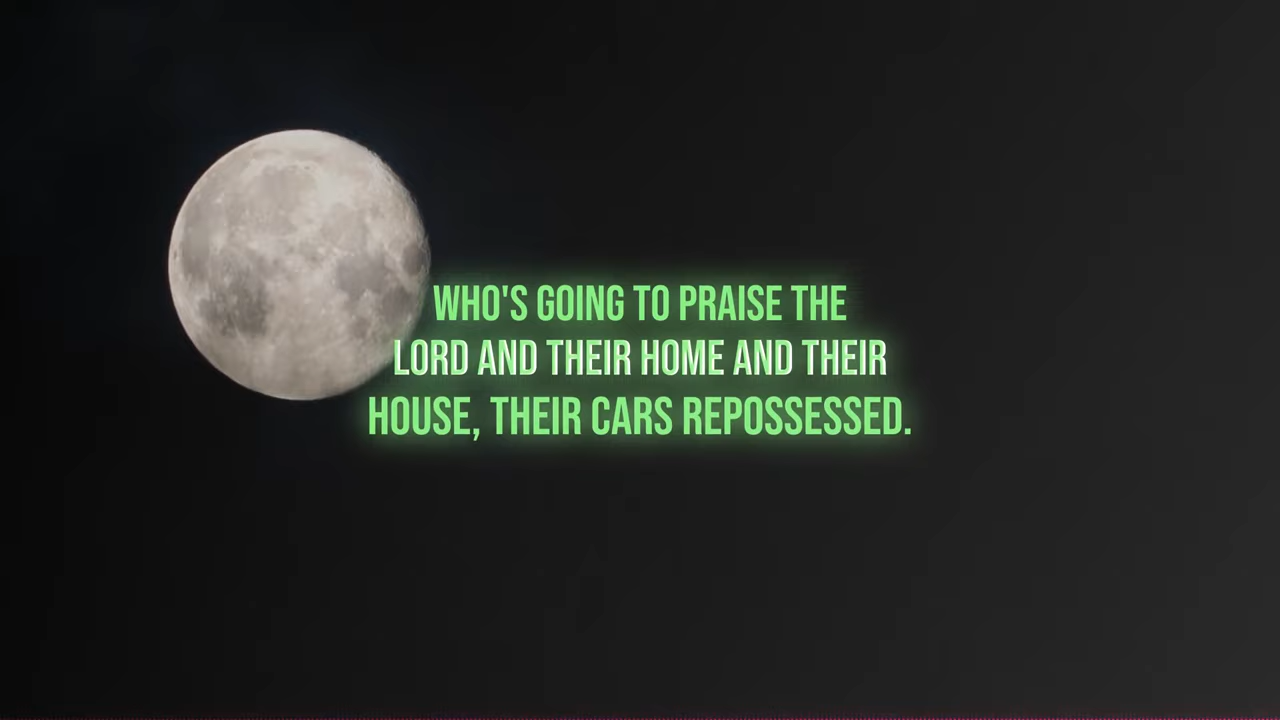 WHO'S GOING TO PRAISE THE
LORD AND THEIR HOME AND THEIR
HOUSE, THEIR CARS REPOSSESSED.